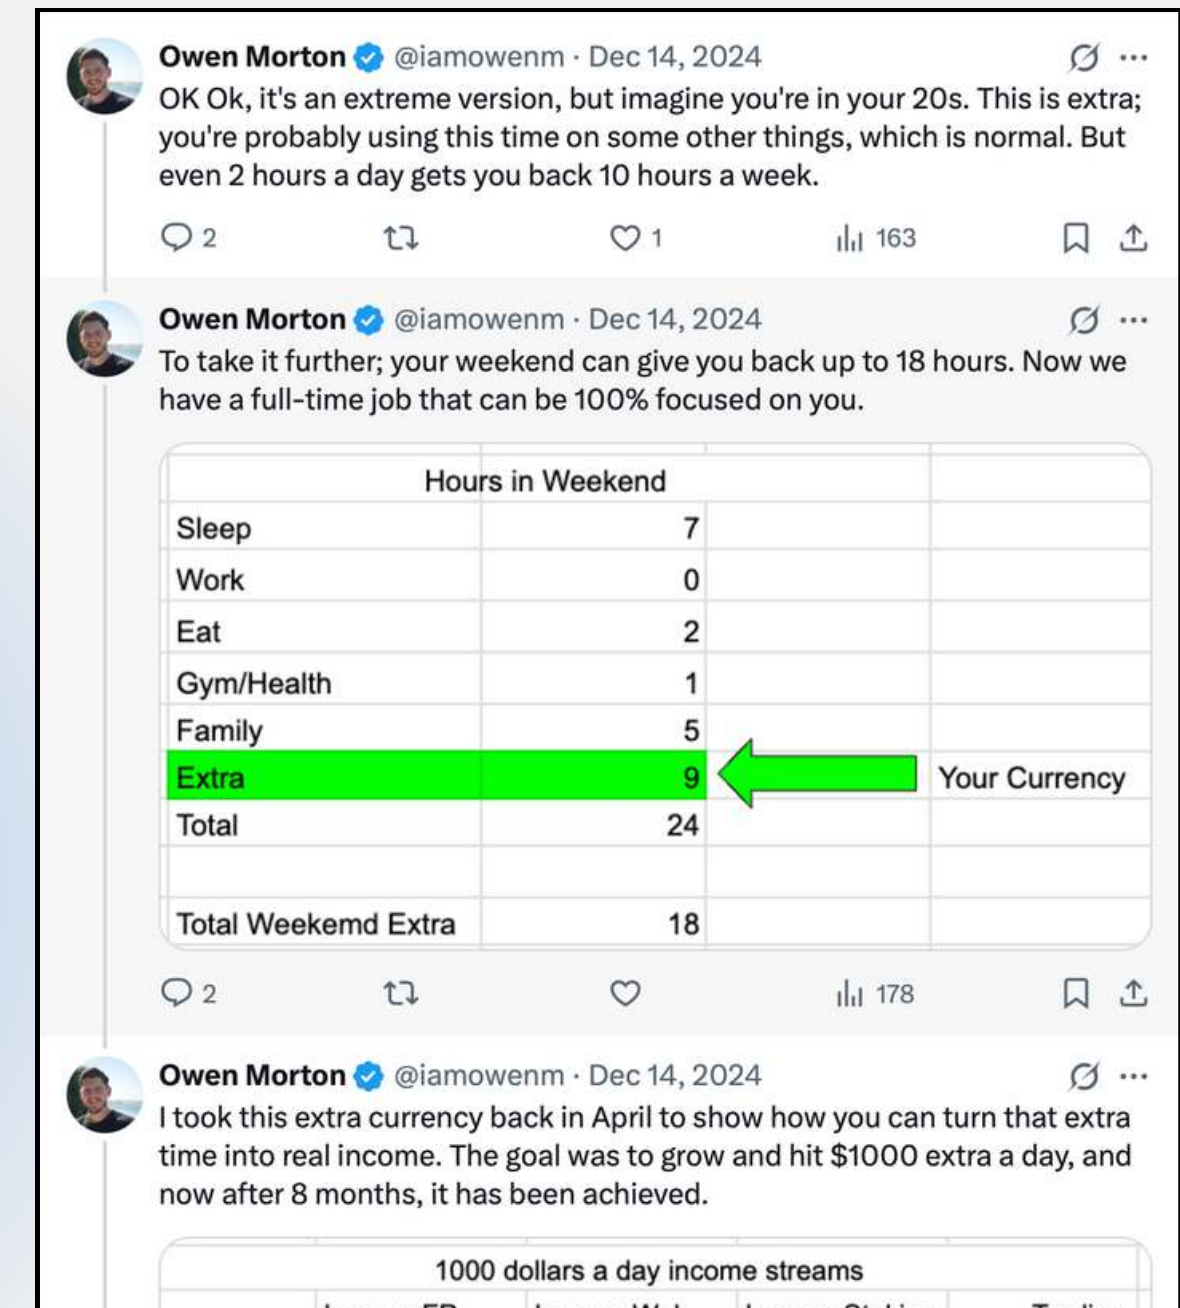 Owen Morton @iamowenm · Dec 14, 2024
OK Ok, it's an extreme version, but imagine you're in your 20s. This is extra;
you're probably using this time on some other things, which is normal. But
even 2 hours a day gets you back 10 hours a week.
2 1 163
Owen Morton @iamowenm · Dec 14, 2024
To take it further; your weekend can give you back up to 18 hours. Now we
have a full-time job that can be 100% focused on you.
Hours in Weekend
Sleep 7
Work 0
Eat 2
Gym/Health 1
Family 5
Extra 9 Your Currency
Total 24
Total Weekemd Extra 18
2 178
Owen Morton @iamowenm · Dec 14, 2024
I took this extra currency back in April to show how you can turn that extra
time into real income. The goal was to grow and hit $1000 extra a day, and
now after 8 months, it has been achieved.
1000 dollars a day income streams